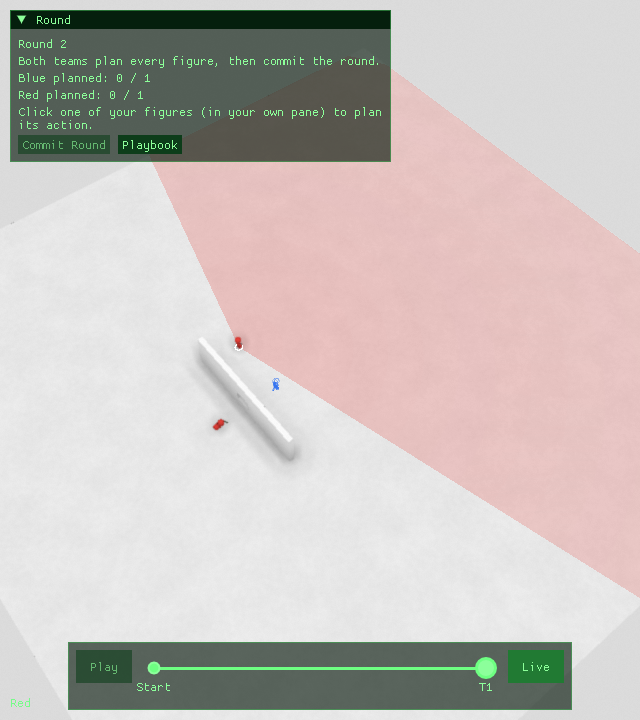 Round
Round 2
Both teams plan every figure, then commit the round.
Blue planned: 0 / 1
Red planned: 0 / 1
Click one of your figures (in your own pane) to plan
its action.
Commit Round Playbook
Play Live
Start T1
Red